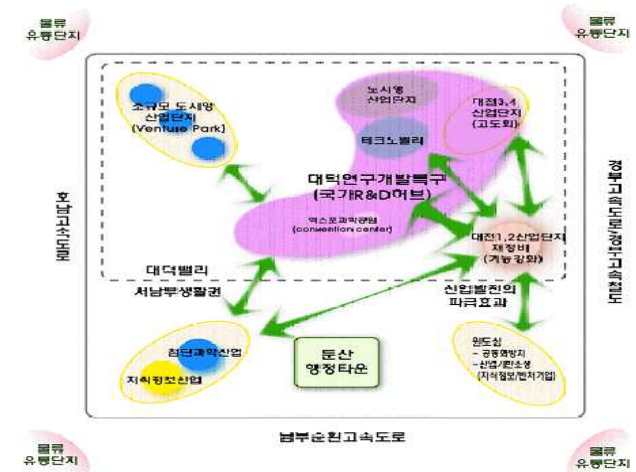 물류
유통단지
물류
유통단지
소규모 도시형
산업단지
(Venture Park)
도시형
산업단지
대전3,4
산업단지
(고도화)
테크노밸리
대덕연구개발특구
(국가R&D허브)
엑스포과학공원
(convention center)
대전1,2산업단지
재정비
(기능강화)
호남고속도로
경부고속도로경부고속철도
대덕밸리
서남부생활권
산업발전의
파급효과
첨단과학산업
지식정보산업
둔산
행정타운
원도심
- 공동화방지
(지식정보/벤처기업)
남부순환고속도로
물류
유통단지
물류
유통단지